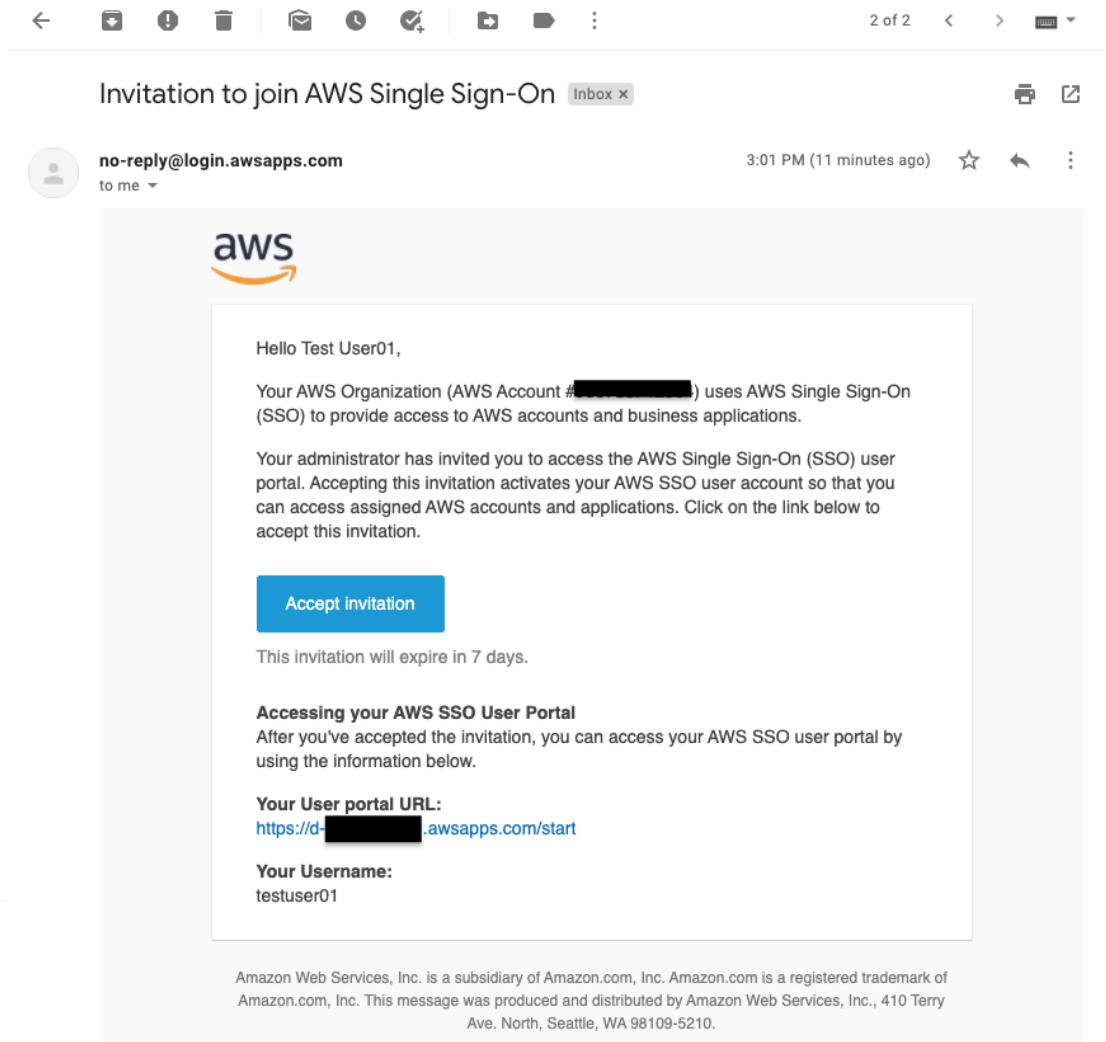 2 of 2
Invitation to join AWS Single Sign-On Inbox ×
no-reply@login.awsapps.com 3:01 PM (11 minutes ago)
to me
aws
Hello Test User01,
Your AWS Organization (AWS Account # ) uses AWS Single Sign-On
(SSO) to provide access to AWS accounts and business applications.
Your administrator has invited you to access the AWS Single Sign-On (SSO) user
portal. Accepting this invitation activates your AWS SSO user account so that you
can access assigned AWS accounts and applications. Click on the link below to
accept this invitation.
Accept invitation
This invitation will expire in 7 days.
Accessing your AWS SSO User Portal
After you've accepted the invitation, you can access your AWS SSO user portal by
using the information below.
Your User portal URL:
https://d- .awsapps.com/start
Your Username:
testuser01
Amazon Web Services, Inc. is a subsidiary of Amazon.com, Inc. Amazon.com is a registered trademark of
Amazon.com, Inc. This message was produced and distributed by Amazon Web Services, Inc., 410 Terry
Ave. North, Seattle, WA 98109-5210.